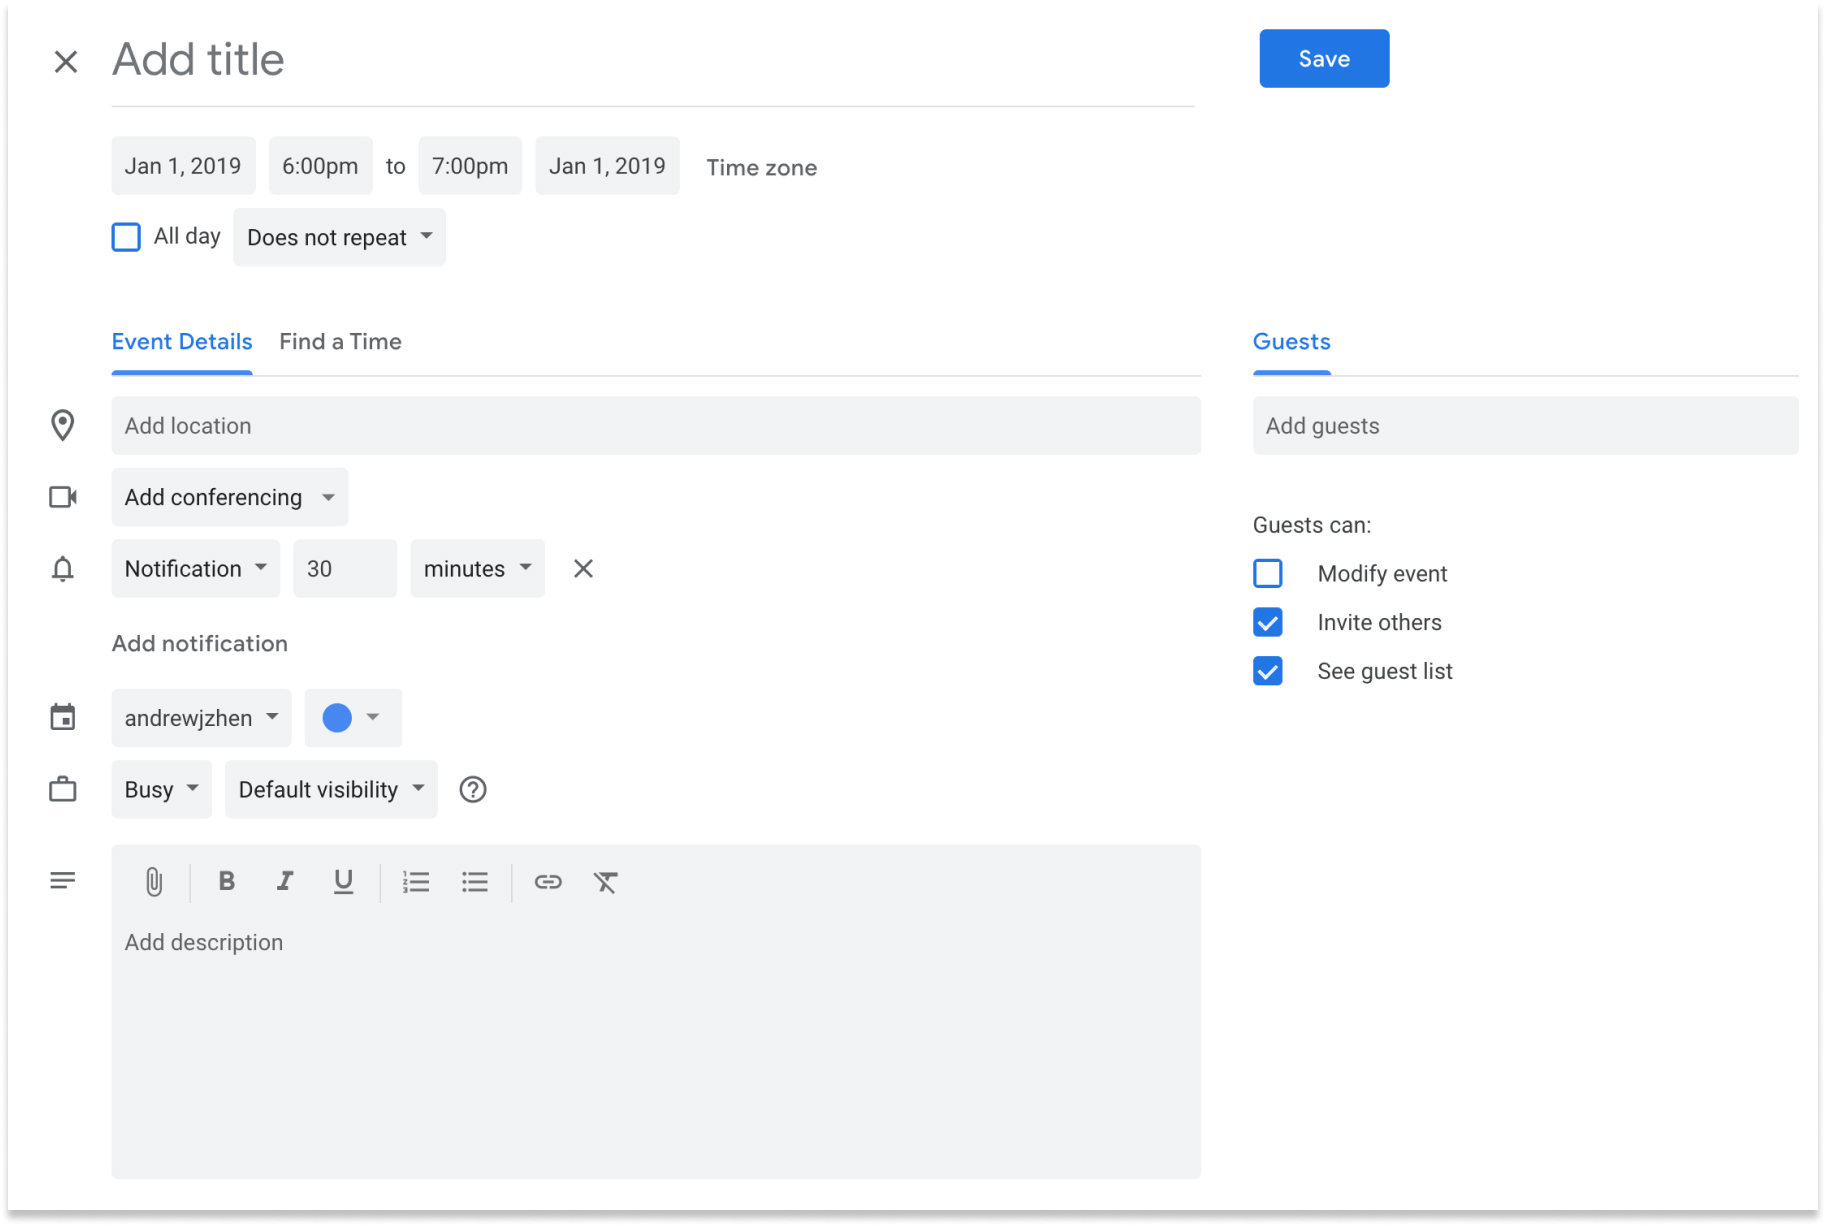 Add title
Save
Jan 1, 2019 6:00pm to 7:00pm Jan 1, 2019 Time zone
All day Does not repeat
Event Details Find a Time
Guests
Add location
Add guests
Add conferencing
Guests can:
Notification 30 minutes
Modify event
Invite others
Add notification
See guest list
andrewjzhen
Busy Default visibility
B I U
Add description